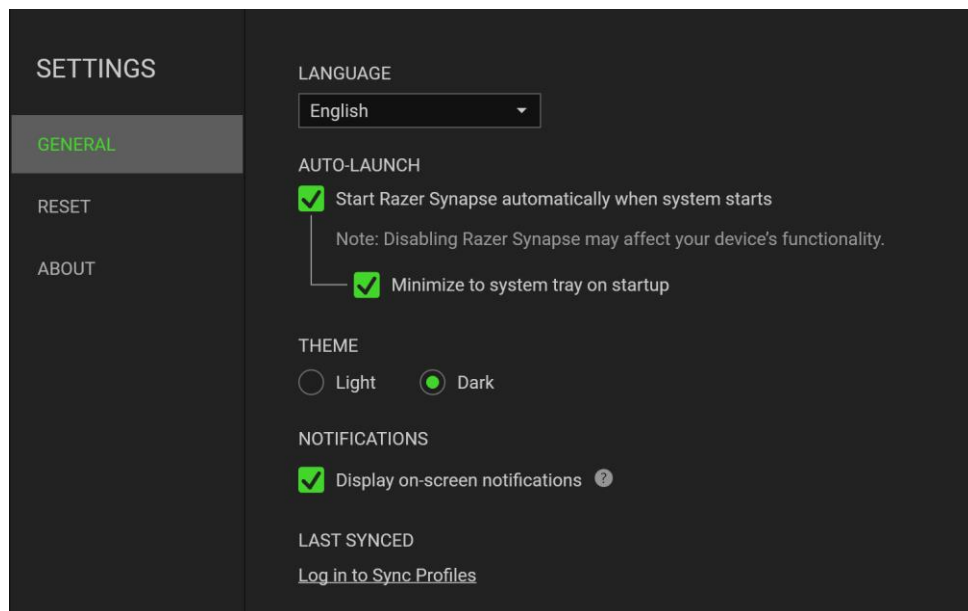 SETTINGS
GENERAL
RESET
ABOUT
LANGUAGE
English
AUTO-LAUNCH
Start Razer Synapse automatically when system starts
Note: Disabling Razer Synapse may affect your device’s functionality.
Minimize to system tray on startup
THEME
Light Dark
NOTIFICATIONS
Display on-screen notifications ?
LAST SYNCED
Log in to Sync Profiles